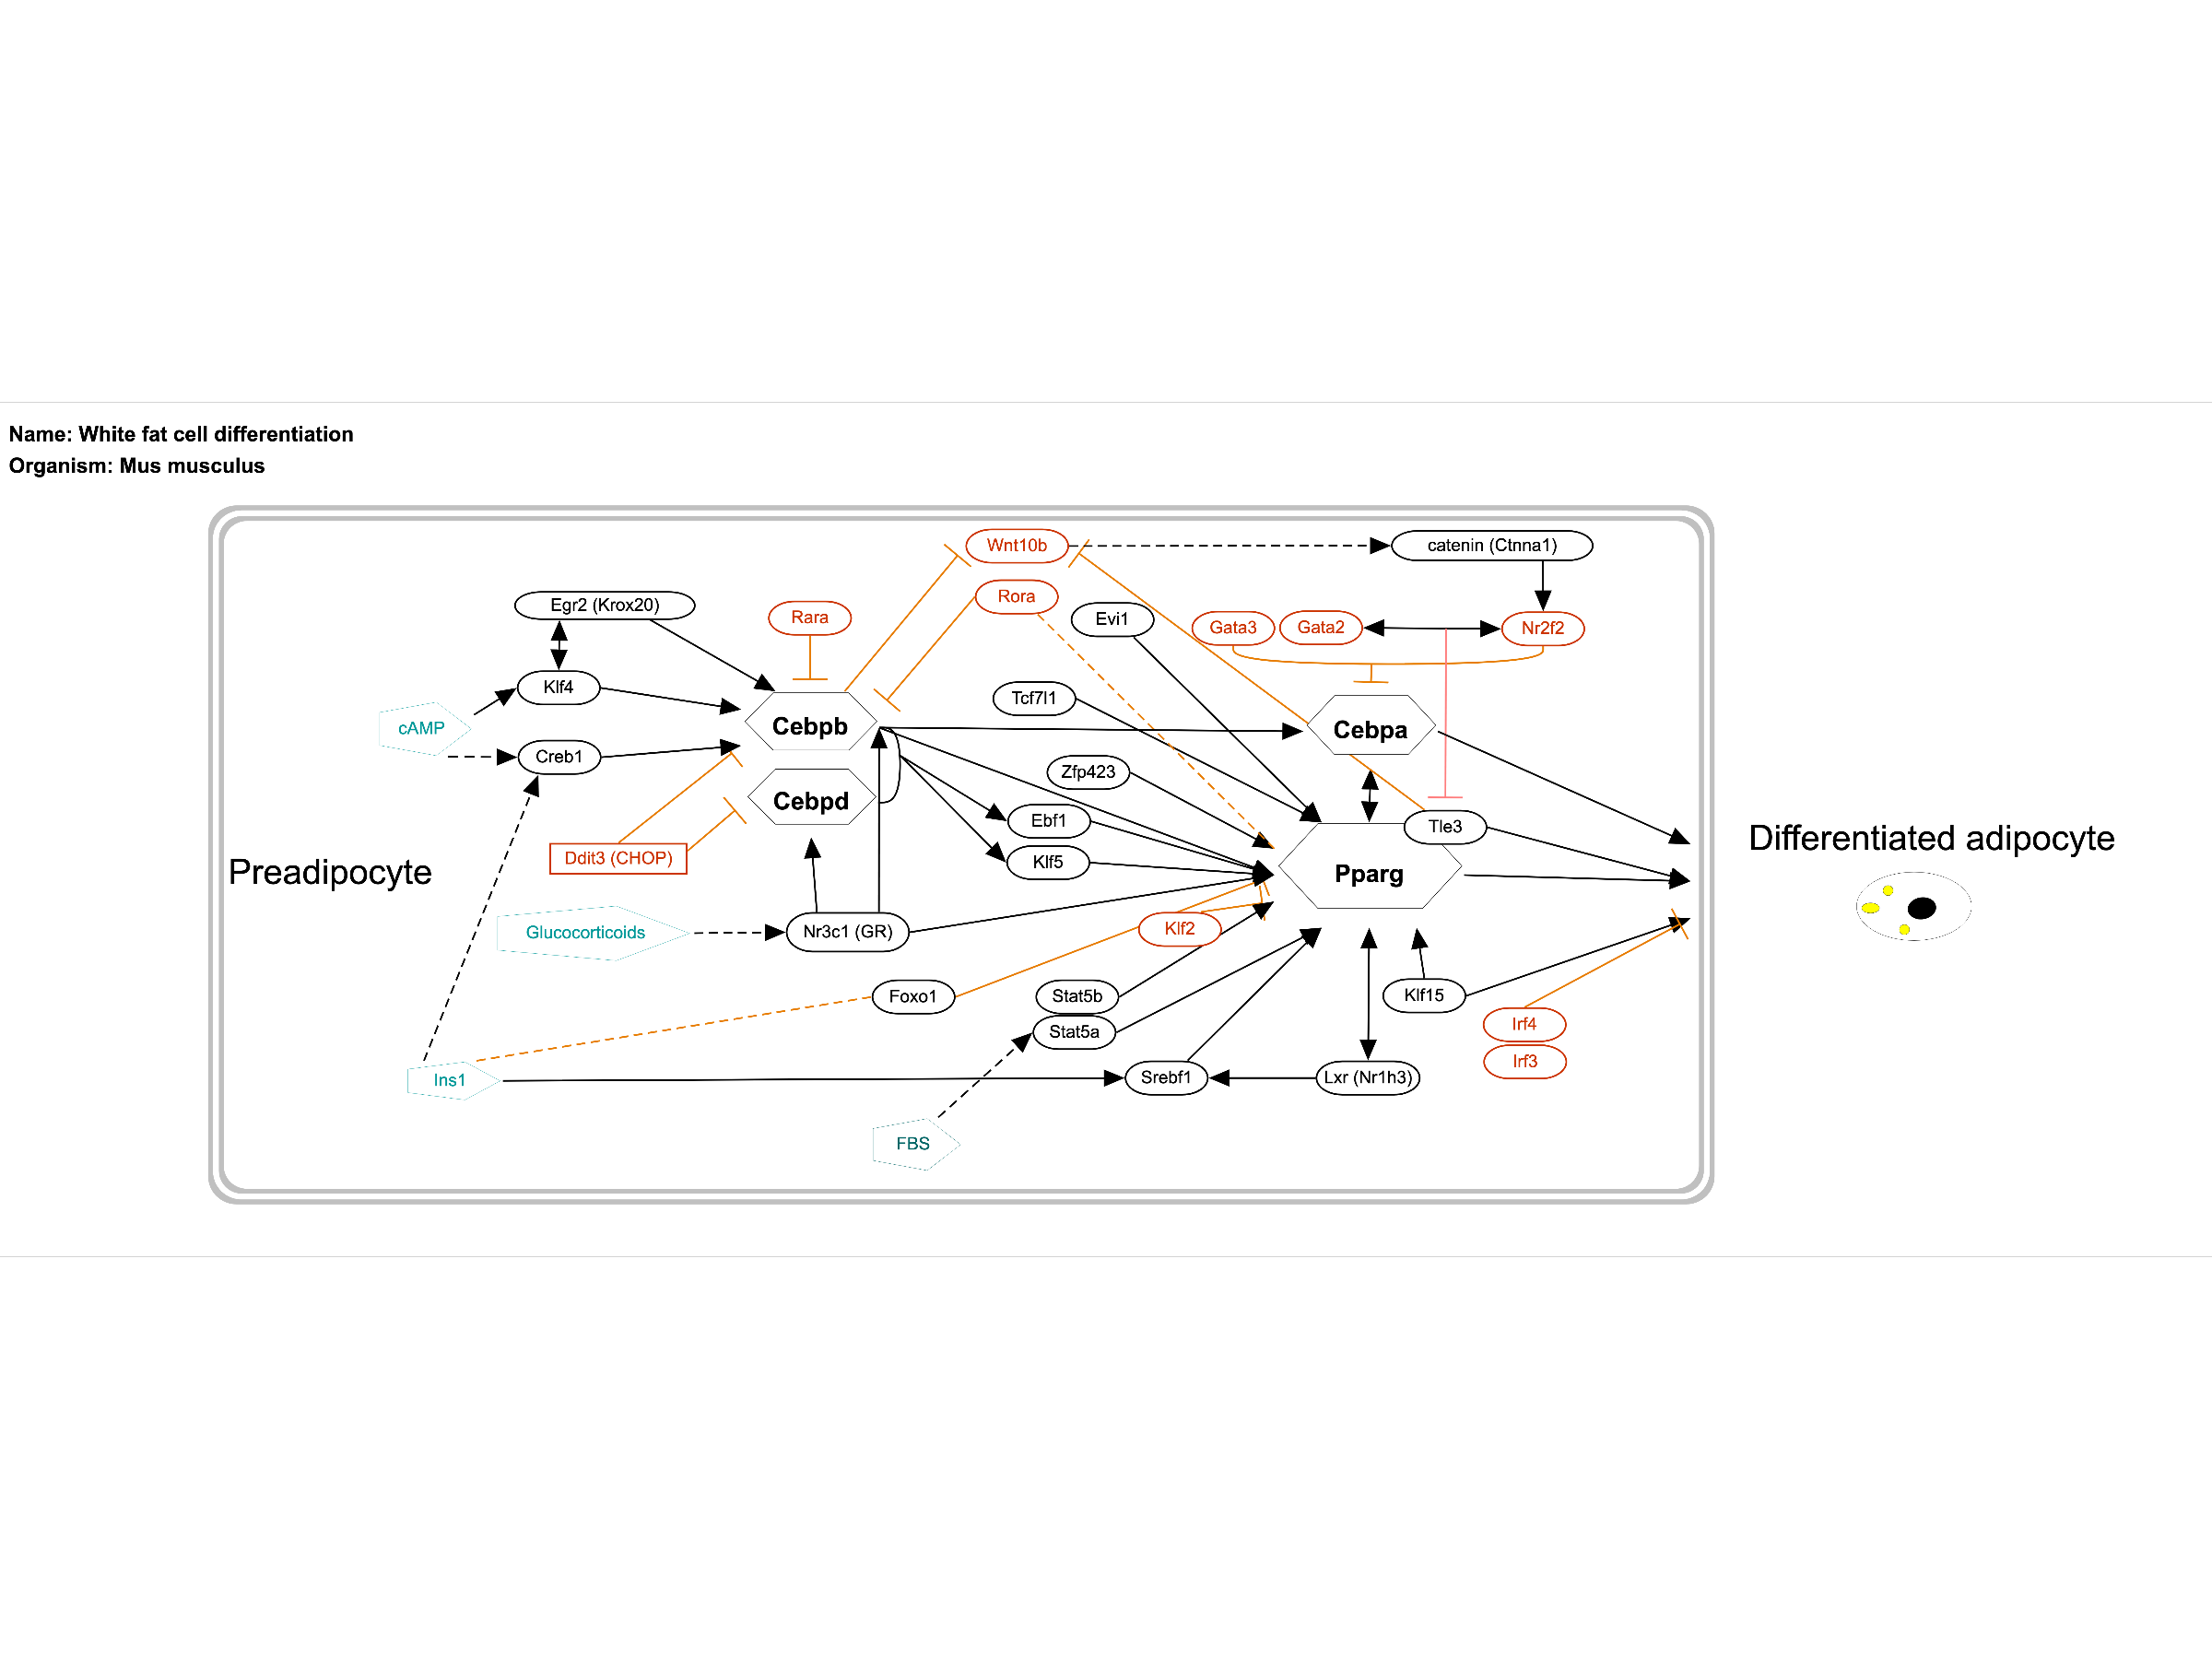 Name: White fat cell differentiation
Organism: Mus musculus
Wnt10b
catenin (Ctnna1)
Rora
Egr2 (Krox20)
Rara
Evi1
Gata3
Gata2
Nr2f2
Klf4
Tcf7l1
cAMP
Cebpb
Cebpa
Creb1
Zfp423
Cebpd
Ebf1
Tle3
Differentiated adipocyte
Ddit3 (CHOP)
Klf5
Preadipocyte
Pparg
Glucocorticoids
Nr3c1 (GR)
Klf2
Foxo1
Stat5b
Klf15
Stat5a
Irf4
Irf3
Ins1
Srebf1
Lxr (Nr1h3)
FBS